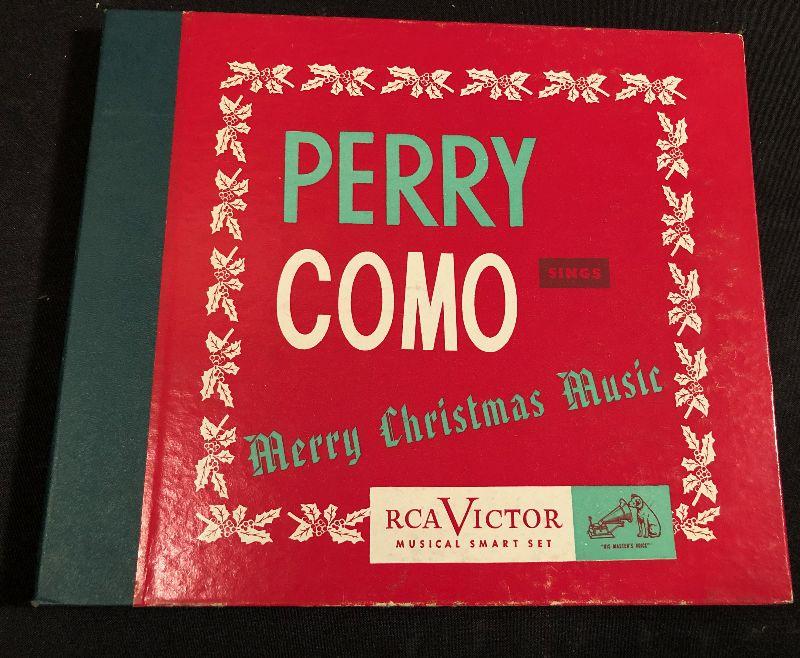 PERRY
COMO SINGS
Merry Christmas Music
RCA VICTOR
MUSICAL SMART SET
"HIS MASTER'S VOICE"